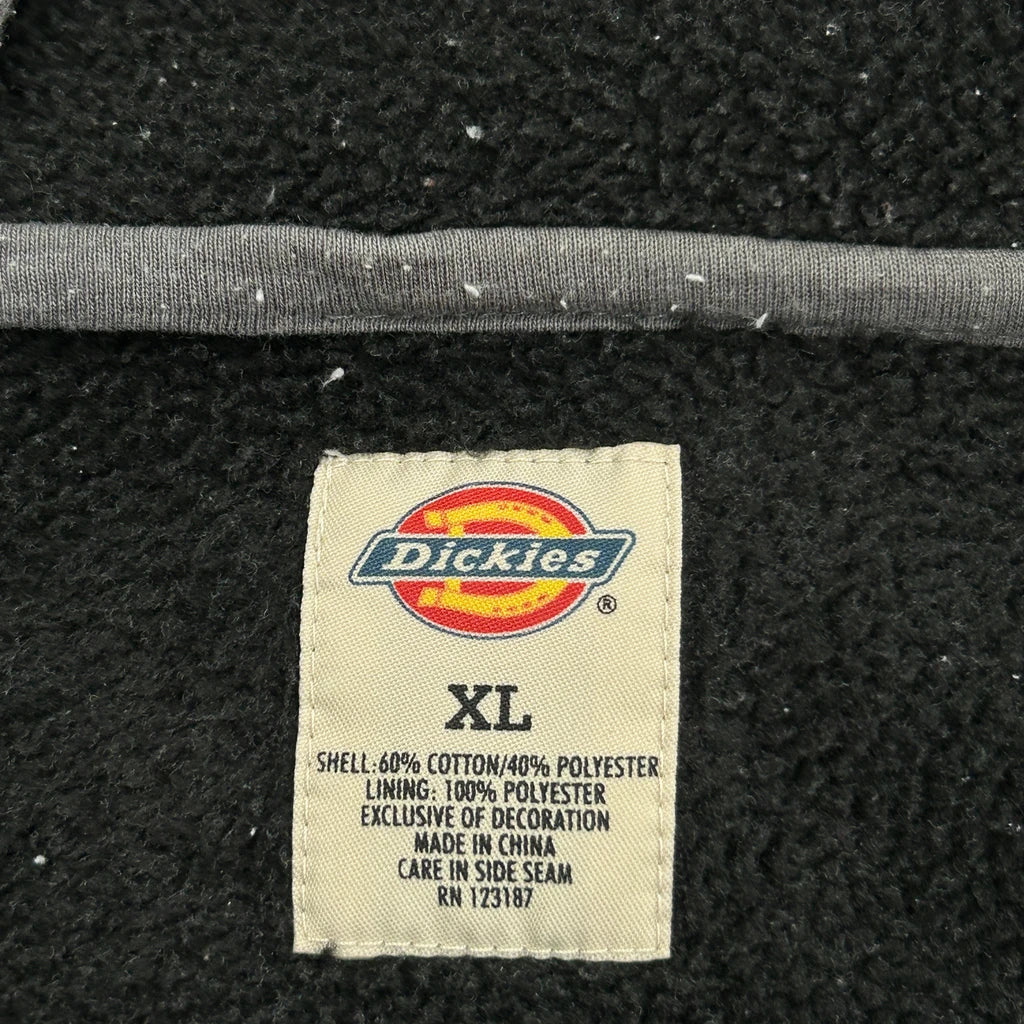 Dickies
®
XL
SHELL:60% COTTON/40% POLYESTER
LINING: 100% POLYESTER
EXCLUSIVE OF DECORATION
MADE IN CHINA
CARE IN SIDE SEAM
RN 123187